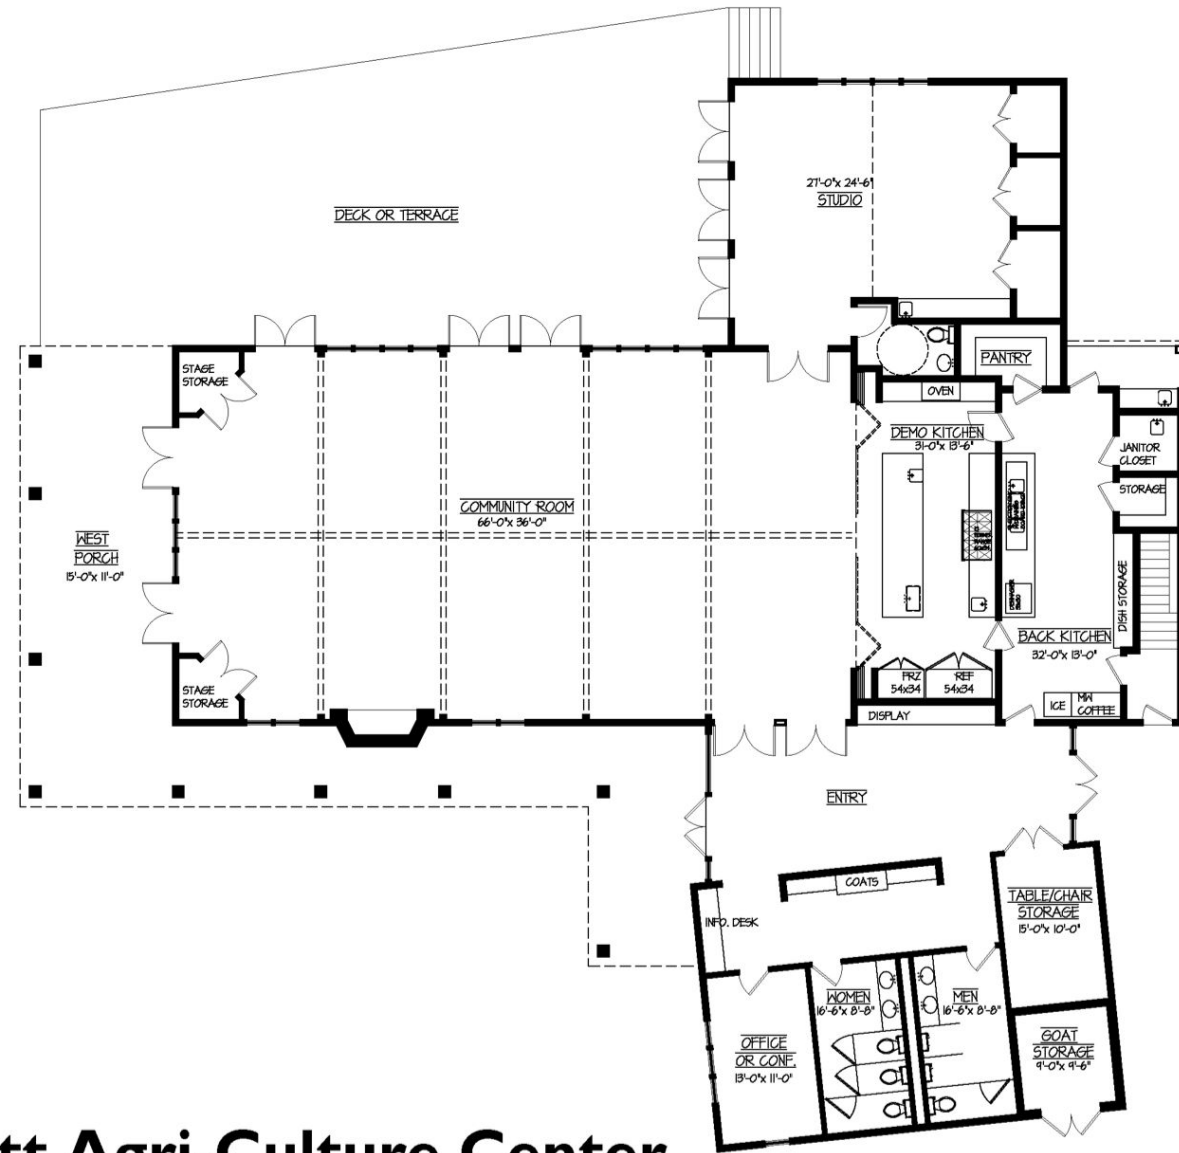 DECK OR TERRACE
27'-0"x 24'-6"
STUDIO
STAGE
STORAGE
PANTRY
OVEN
DEMO KITCHEN
31'-0"x 13'-6"
JANITOR
CLOSET
STORAGE
COMMUNITY ROOM
66'-0"x 36'-0"
WEST
PORCH
15'-0"x 11'-0"
DISH STORAGE
BACK KITCHEN
32'-0"x 13'-0"
STAGE
STORAGE
FRZ
54x34
REF
54x34
ICE
MW
COFFEE
DISPLAY
ENTRY
COATS
INFO. DESK
TABLE/CHAIR
STORAGE
15'-0"x 10'-0"
WOMEN
16'-6"x 8'-8"
MEN
16'-6"x 8'-8"
OFFICE
OR CONF.
13'-0"x 11'-0"
GOAT
STORAGE
9'-0"x 9'-6"
tt Agri-Culture Center